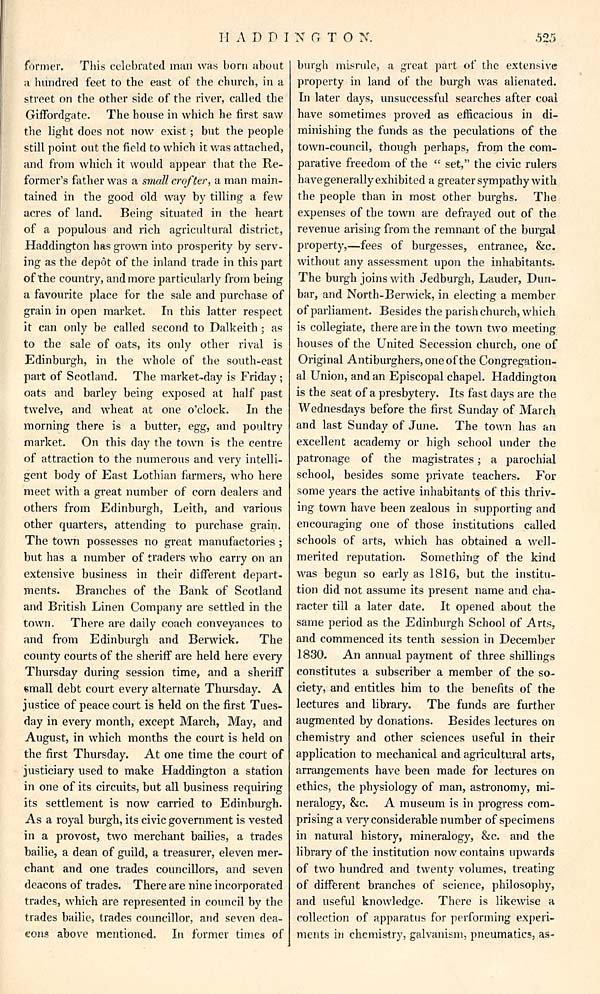 HADDINGTON.
525
former. This celebrated man was born about
a hundred feet to the east of the church, in a
street on the other side of the river, called the
Giffordgate. The house in which he first saw
the light does not now exist; but the people
still point out the field to which it was attached,
and from which it would appear that the Re-
former's father was a small crofter, a man main-
tained in the good old way by tilling a few
acres of land. Being situated in the heart
of a populous and rich agricultural district,
Haddington has grown into prosperity by serv-
ing as the depôt of the inland trade in this part
of the country, and more particularly from being
a favourite place for the sale and purchase of
grain in open market. In this latter respect
it can only be called second to Dalkeith; as
to the sale of oats, its only other rival is
Edinburgh, in the whole of the south-east
part of Scotland. The market-day is Friday;
oats and barley being exposed at half past
twelve, and wheat at one o'clock. In the
morning there is a butter, egg, and poultry
market. On this day the town is the centre
of attraction to the numerous and very intelli-
gent body of East Lothian farmers, who here
meet with a great number of corn dealers and
others from Edinburgh, Leith, and various
other quarters, attending to purchase grain.
The town possesses no great manufactories;
but has a number of traders who carry on an
extensive business in their different depart-
ments. Branches of the Bank of Scotland
and British Linen Company are settled in the
town. There are daily coach conveyances to
and from Edinburgh and Berwick. The
county courts of the sheriff are held here every
Thursday during session time, and a sheriff
small debt court every alternate Thursday. A
justice of peace court is held on the first Tues-
day in every month, except March, May, and
August, in which months the court is held on
the first Thursday. At one time the court of
justiciary used to make Haddington a station
in one of its circuits, but all business requiring
its settlement is now carried to Edinburgh.
As a royal burgh, its civic government is vested
in a provost, two merchant bailies, a trades
bailie, a dean of guild, a treasurer, eleven mer-
chant and one trades councillors, and seven
deacons of trades. There are nine incorporated
trades, which are represented in council by the
trades bailie, trades councillor, and seven dea-
cons above mentioned. In former times of
burgh misrule, a great part of the extensive
property in land of the burgh was alienated.
In later days, unsuccessful searches after coal
have sometimes proved as efficacious in di-
minishing the funds as the peculations of the
town-council, though perhaps, from the com-
parative freedom of the "set," the civic rulers
have generally exhibited a greater sympathy with
the people than in most other burghs. The
expenses of the town are defrayed out of the
revenue arising from the remnant of the burgal
property,—fees of burgesses, entrance, &c.
without any assessment upon the inhabitants.
The burgh joins with Jedburgh, Lauder, Dun-
bar, and North-Berwick, in electing a member
of parliament. Besides the parish church, which
is collegiate, there are in the town two meeting
houses of the United Secession church, one of
Original Antiburghers, one of the Congregation-
al Union, and an Episcopal chapel. Haddington
is the seat of a presbytery. Its fast days are the
Wednesdays before the first Sunday of March
and last Sunday of June. The town has an
excellent academy or high school under the
patronage of the magistrates; a parochial
school, besides some private teachers. For
some years the active inhabitants of this thriv-
ing town have been zealous in supporting and
encouraging one of those institutions called
schools of arts, which has obtained a well-
merited reputation. Something of the kind
was begun so early as 1816, but the institu-
tion did not assume its present name and cha-
racter till a later date. It opened about the
same period as the Edinburgh School of Arts,
and commenced its tenth session in December
1830. An annual payment of three shillings
constitutes a subscriber a member of the so-
ciety, and entitles him to the benefits of the
lectures and library. The funds are further
augmented by donations. Besides lectures on
chemistry and other sciences useful in their
application to mechanical and agricultural arts,
arrangements have been made for lectures on
ethics, the physiology of man, astronomy, mi-
neralogy, &c. A museum is in progress com-
prising a very considerable number of specimens
in natural history, mineralogy, &c. and the
library of the institution now contains upwards
of two hundred and twenty volumes, treating
of different branches of science, philosophy,
and useful knowledge. There is likewise a
collection of apparatus for performing experi-
ments in chemistry, galvanism, pneumatics, as-